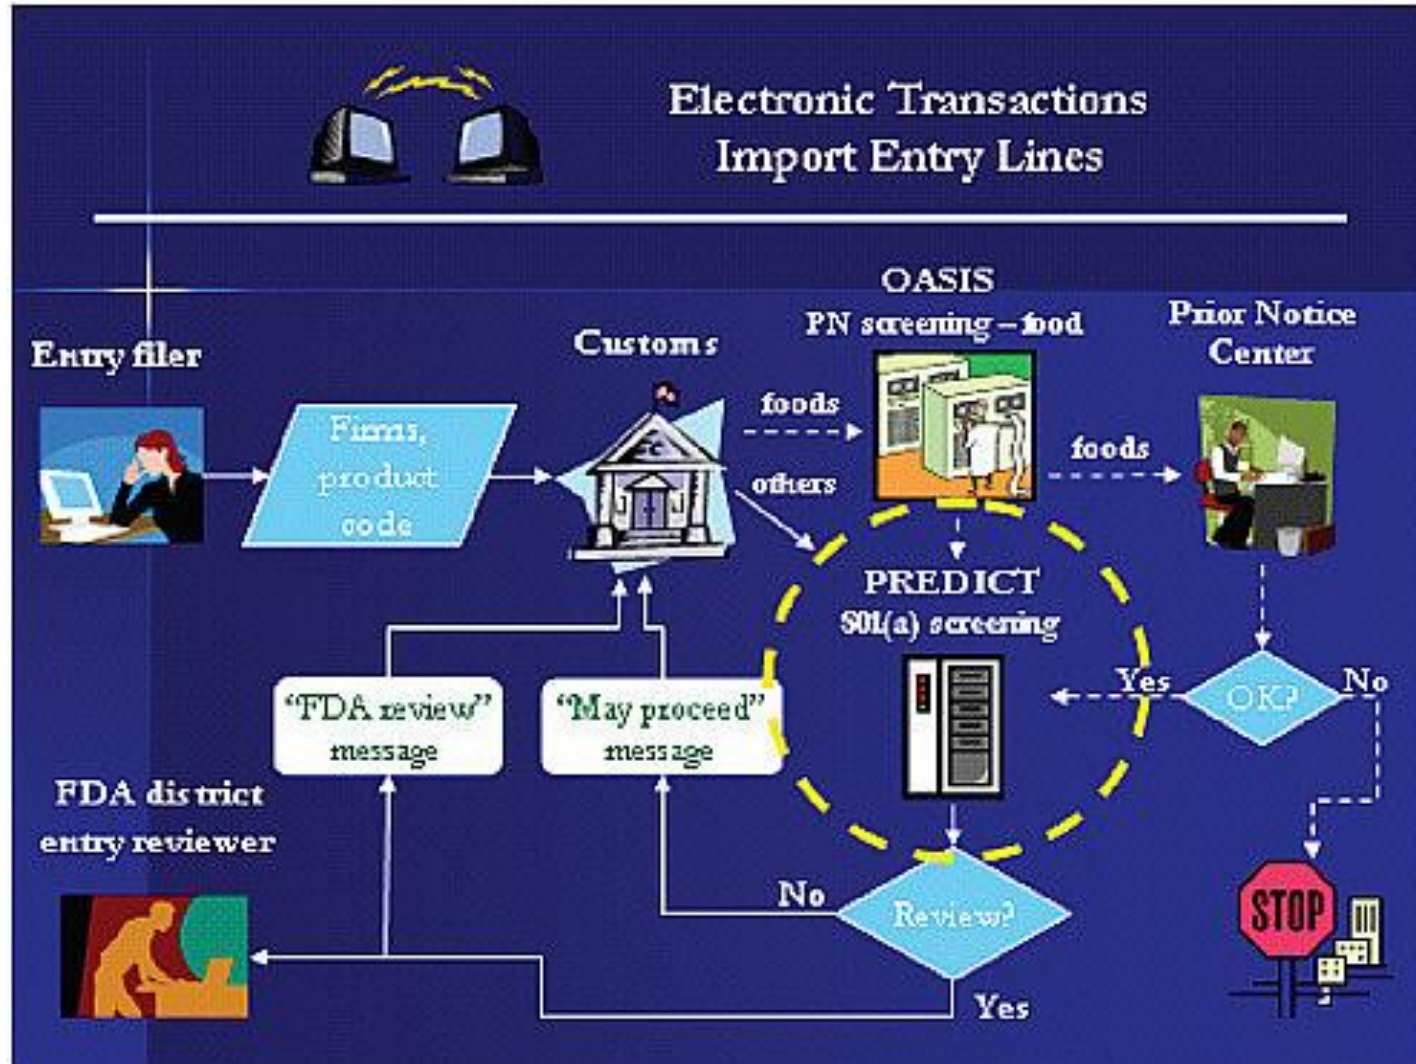 Electronic Transactions
Import Entry Lines
OASIS
PN screening – food
Prior Notice
Center
Customs
Entry filer
foods
Firms,
product
code
foods
others
PREDICT
801(a) screening
Yes
OK?
No
"FDA review"
message
"May proceed"
message
FDA district
entry reviewer
No
Review?
STOP
Yes